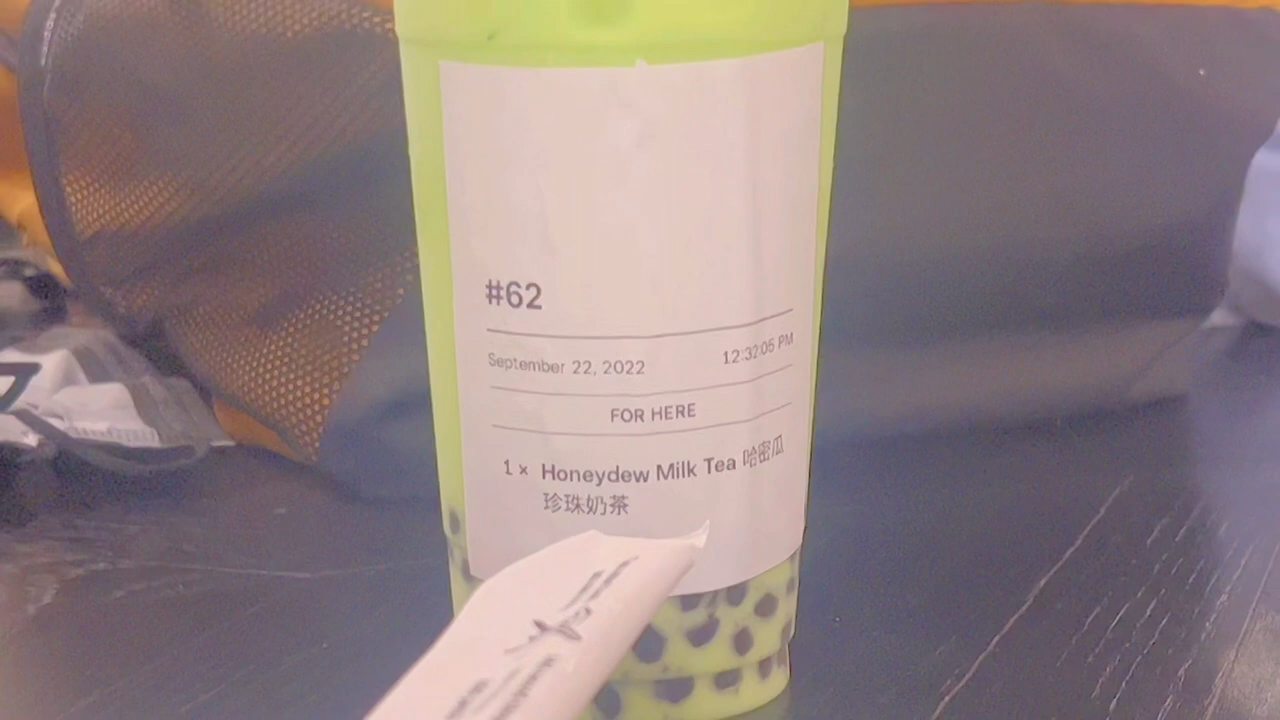 #62
September 22, 2022 12:32:05 PM
FOR HERE
1 × Honeydew Milk Tea 哈密瓜
珍珠奶茶